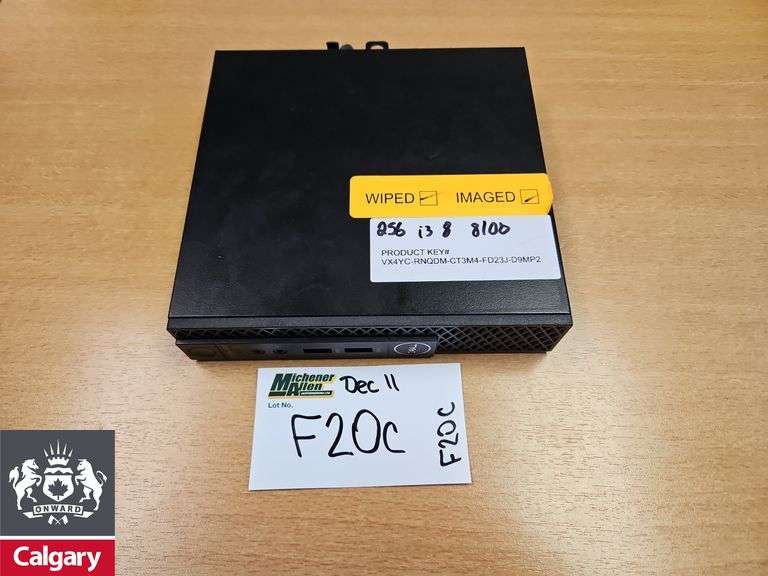 WIPED IMAGED
256 i3 8 8100
PRODUCT KEY#
VX4YC-RNQDM-CT3M4-FD23J-D9MP2
DELL
Michener Allen
Dec 11
Lot No.
F20C
F20C
ONWARD
Calgary